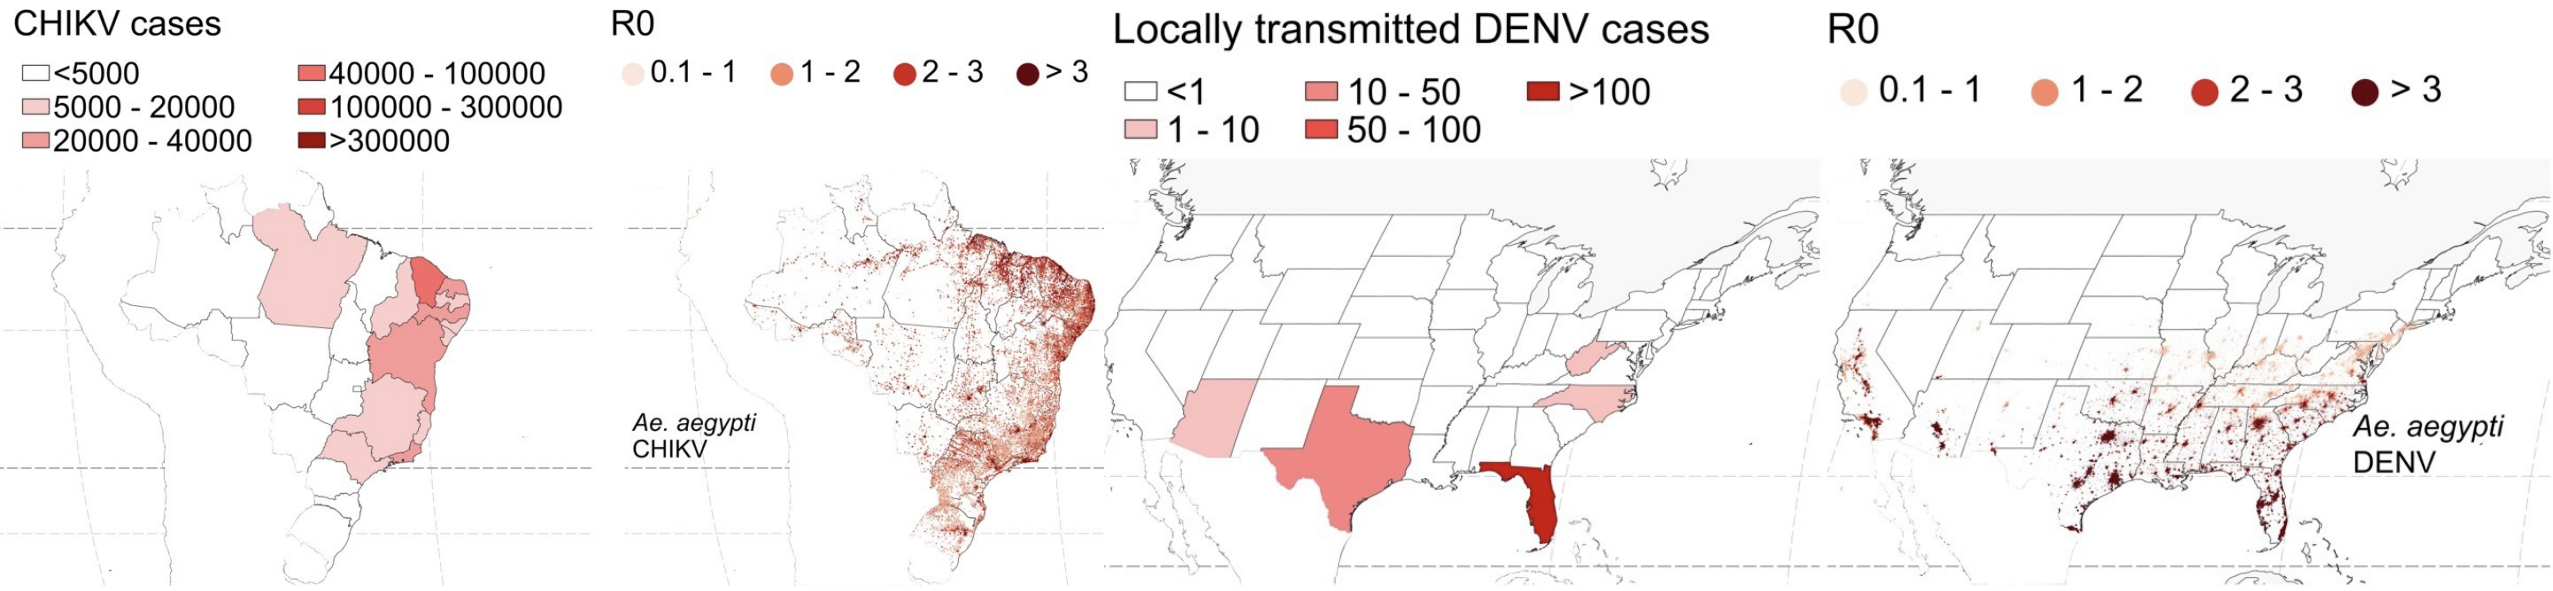 CHIKV cases
<5000
5000 - 20000
20000 - 40000
40000 - 100000
100000 - 300000
>300000
R0
0.1 - 1
1 - 2
2 - 3
> 3
Ae. aegypti
CHIKV
Locally transmitted DENV cases
<1
1 - 10
10 - 50
50 - 100
>100
R0
0.1 - 1
1 - 2
2 - 3
> 3
Ae. aegypti
DENV